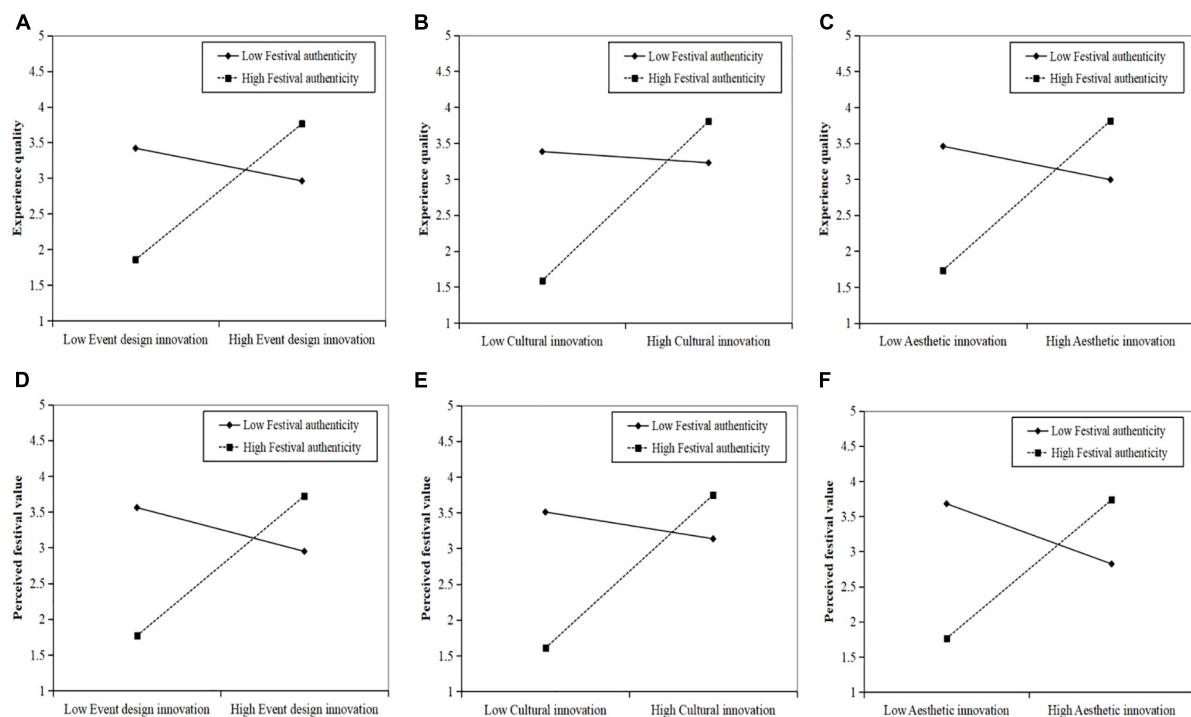 A
5
4.5
4
3.5
3
2.5
2
1.5
1
Experience quality
Low Festival authenticity
High Festival authenticity
Low Event design innovation
High Event design innovation
B
5
4.5
4
3.5
3
2.5
2
1.5
1
Experience quality
Low Festival authenticity
High Festival authenticity
Low Cultural innovation
High Cultural innovation
C
5
4.5
4
3.5
3
2.5
2
1.5
1
Experience quality
Low Festival authenticity
High Festival authenticity
Low Aesthetic innovation
High Aesthetic innovation
D
5
4.5
4
3.5
3
2.5
2
1.5
1
Perceived festival value
Low Festival authenticity
High Festival authenticity
Low Event design innovation
High Event design innovation
E
5
4.5
4
3.5
3
2.5
2
1.5
1
Perceived festival value
Low Festival authenticity
High Festival authenticity
Low Cultural innovation
High Cultural innovation
F
5
4.5
4
3.5
3
2.5
2
1.5
1
Perceived festival value
Low Festival authenticity
High Festival authenticity
Low Aesthetic innovation
High Aesthetic innovation